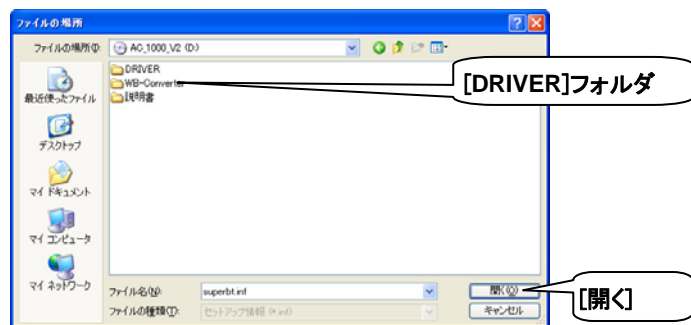 ファイルの場所
ファイルの場所(I):
AC_1000_V2 (D:)
DRIVER
WB-Converter
説明書
[DRIVER]フォルダ
最近使ったファイル
デスクトップ
マイ ドキュメント
マイ コンピュータ
マイ ネットワーク
ファイル名(N):
superbt.inf
開く(O)
[開く]
ファイルの種類(T):
セットアップ情報 (*.inf)
キャンセル